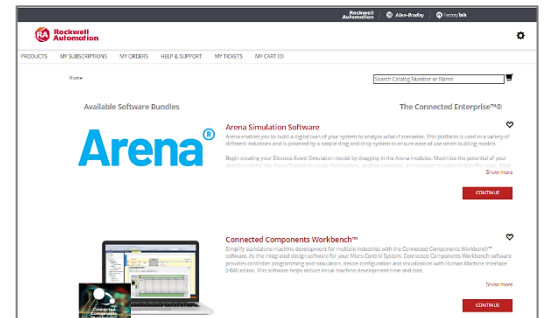 Rockwell Automation
Allen-Bradley
FactoryTalk
Rockwell
Automation
PRODUCTS MY SUBSCRIPTIONS MY ORDERS HELP & SUPPORT MY TICKETS MY CART (0)
Home
Search Catalog Number or Name
Available Software Bundles
The Connected Enterprise™®
Arena®
Arena Simulation Software
Arena enables you to build a digital twin of your system to analyze what-if scenarios. This platform is used in a variety of
different industries and is powered by a simple drag and drop system to ensure ease of use when building models.
Begin creating your Discrete Event Simulation model by dragging in the Arena modules. Maximize the potential of your
Show more
CONTINUE
Connected Components Workbench™
Simplify standalone machine development for multiple industries with the Connected Components Workbench™
software. As the integrated design software for your Micro Control System, Connected Components Workbench software
provides controller programming and simulation, device configuration and visualization with Human Machine Interface
(HMI) editor. This software helps reduce initial machine development time and cost.
Show more
CONTINUE
Connected
Components